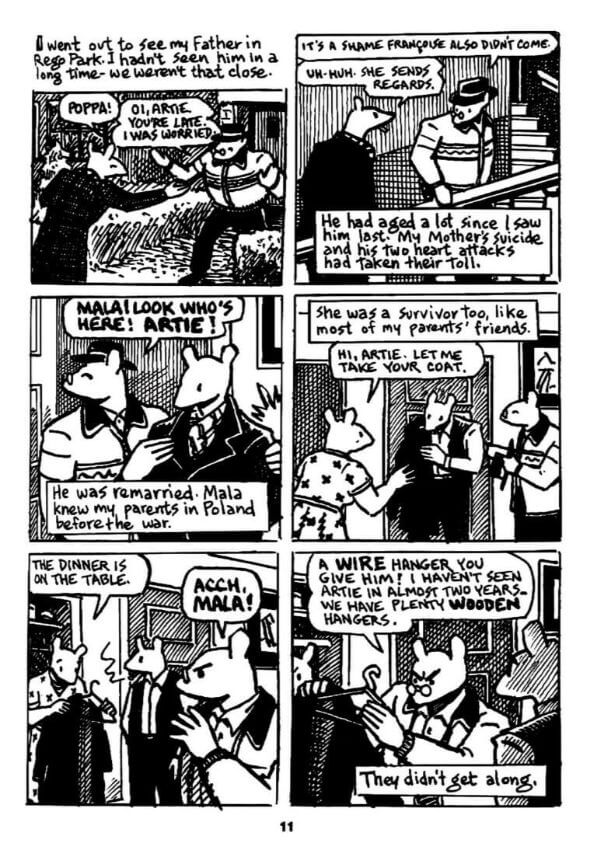 I went out to see my Father in
Rego Park. I hadn't seen him in a
long time- we weren't that close.
POPPA!
OI, ARTIE.
YOU'RE LATE.
I WAS WORRIED.
IT'S A SHAME FRANÇOISE ALSO DIDN'T COME.
UH-HUH. SHE SENDS
REGARDS.
He had aged a lot since I saw
him last. My Mother's suicide
and his two heart attacks
had taken their toll.
MALA! LOOK WHO'S
HERE! ARTIE!
He was remarried. Mala
knew my parents in Poland
before the war.
She was a survivor too, like
most of my parents' friends.
HI, ARTIE. LET ME
TAKE YOUR COAT.
THE DINNER IS
ON THE TABLE.
ACCH,
MALA!
A WIRE HANGER YOU
GIVE HIM! I HAVEN'T SEEN
ARTIE IN ALMOST TWO YEARS-
WE HAVE PLENTY WOODEN
HANGERS.
They didn't get along.
11